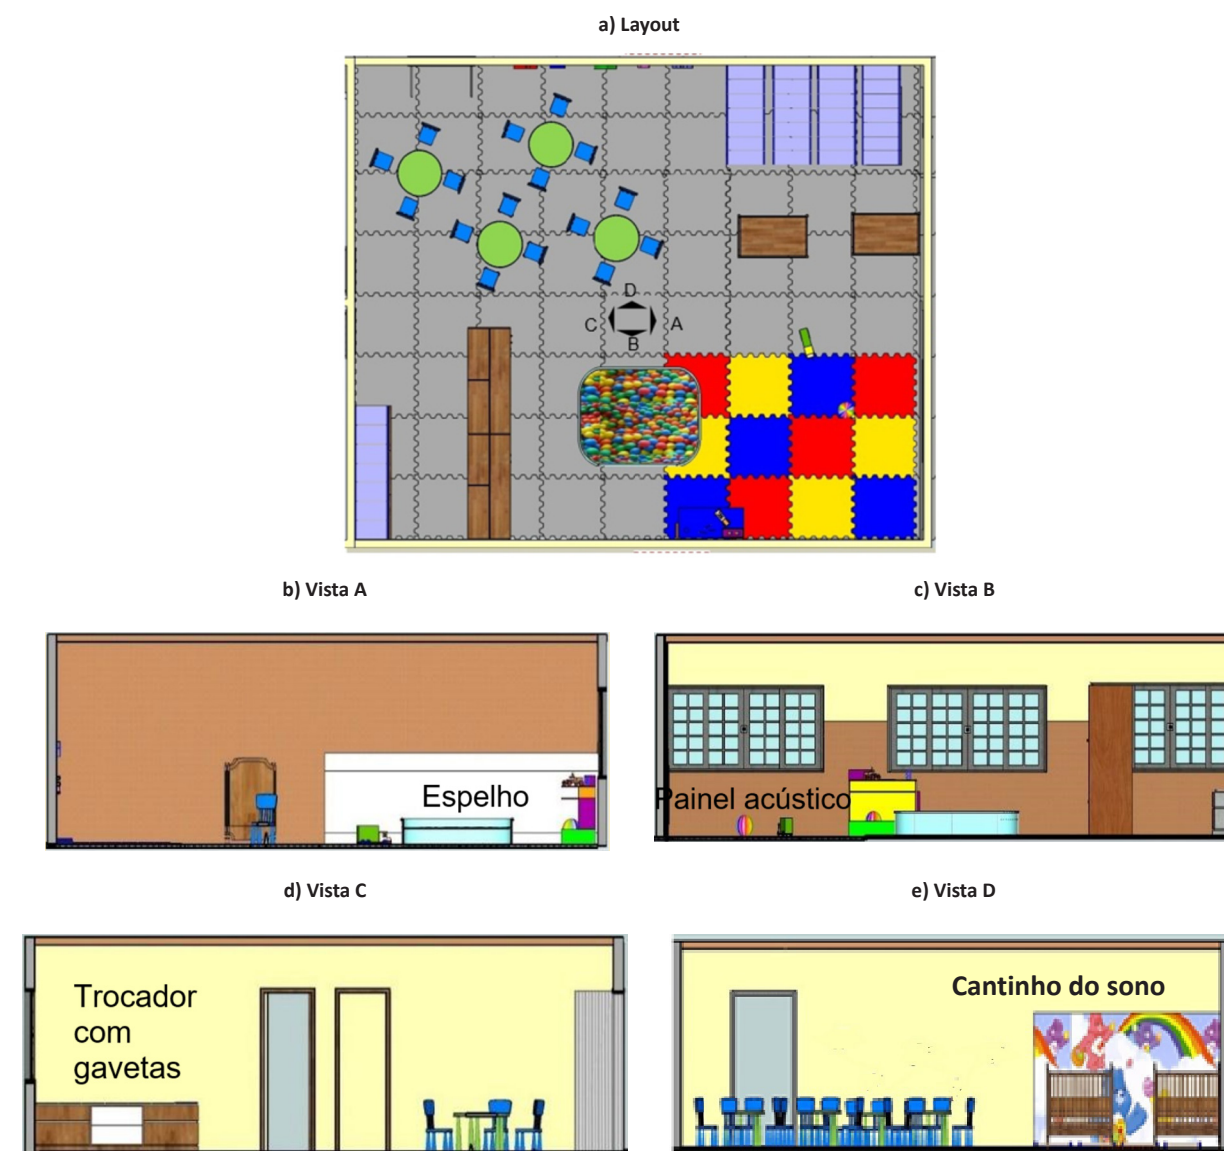 a) Layout
D
C
A
B
b) Vista A
c) Vista B
Espelho
Painel acústico
d) Vista C
e) Vista D
Trocador
com
gavetas
Cantinho do sono